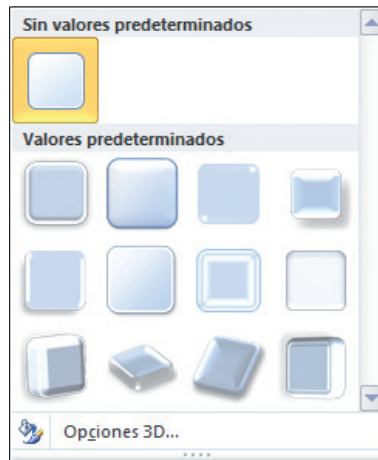 Sin valores predeterminados
Valores predeterminados
Opciones 3D...